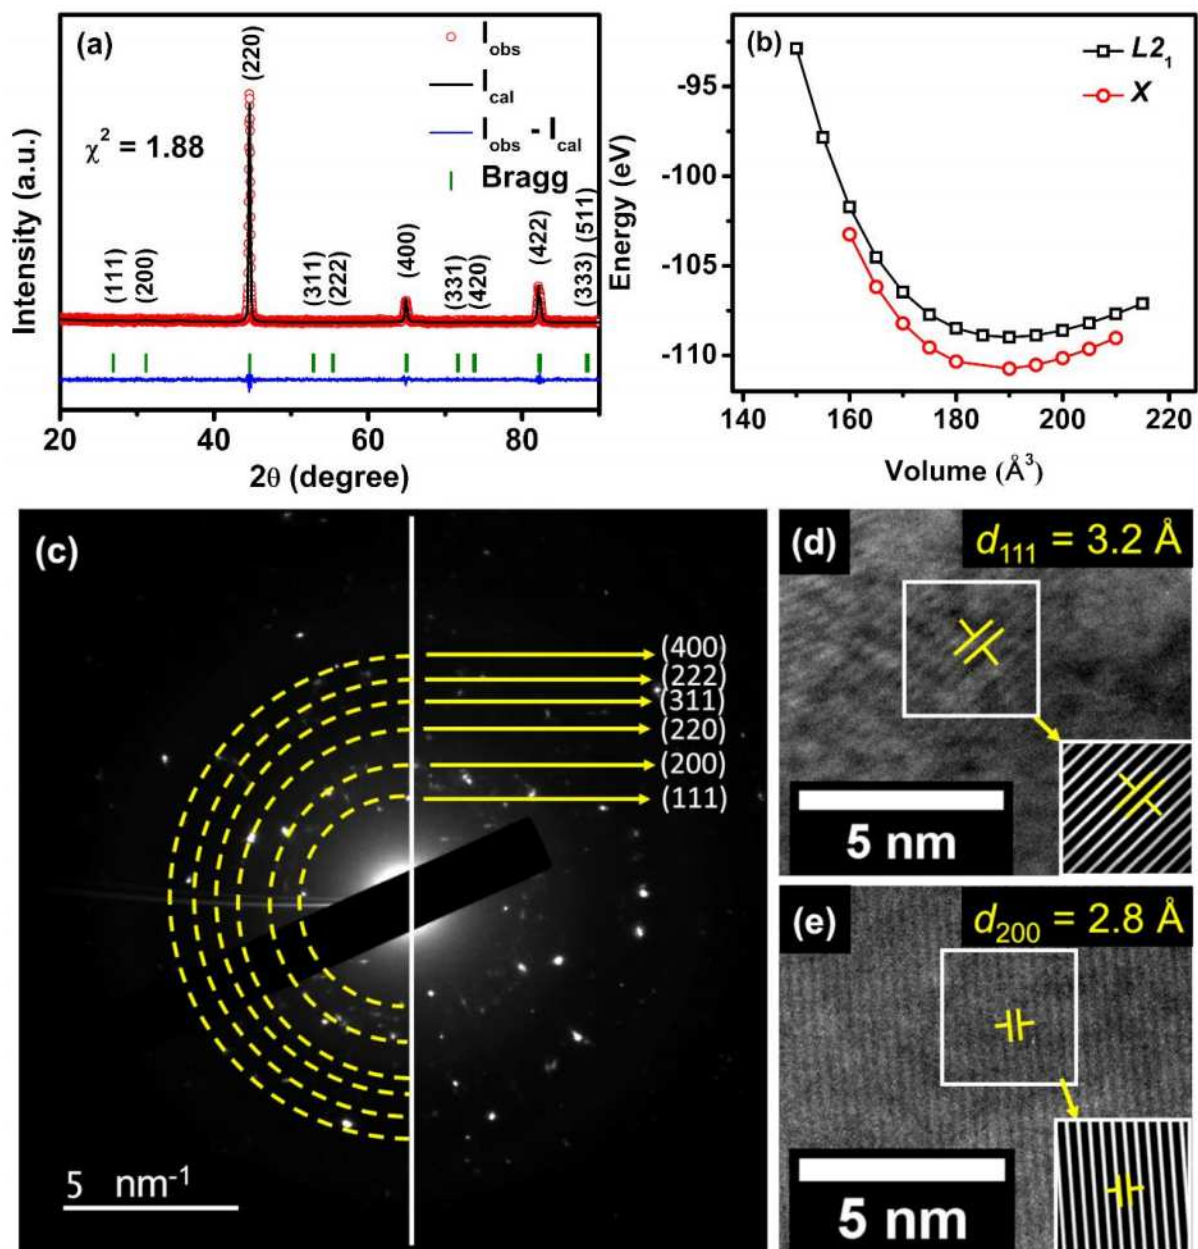 (a)
I_obs
I_cal
I_obs - I_cal
Bragg
χ² = 1.88
(111)
(200)
(220)
(311)
(222)
(400)
(331)
(420)
(422)
(333) (511)
Intensity (a.u.)
20 40 60 80
2θ (degree)
(b)
L2₁
X
-95
-100
-105
-110
Energy (eV)
140 160 180 200 220
Volume (Å³)
(c)
(400)
(222)
(311)
(220)
(200)
(111)
5 nm⁻¹
(d)
d₁₁₁ = 3.2 Å
5 nm
(e)
d₂₀₀ = 2.8 Å
5 nm